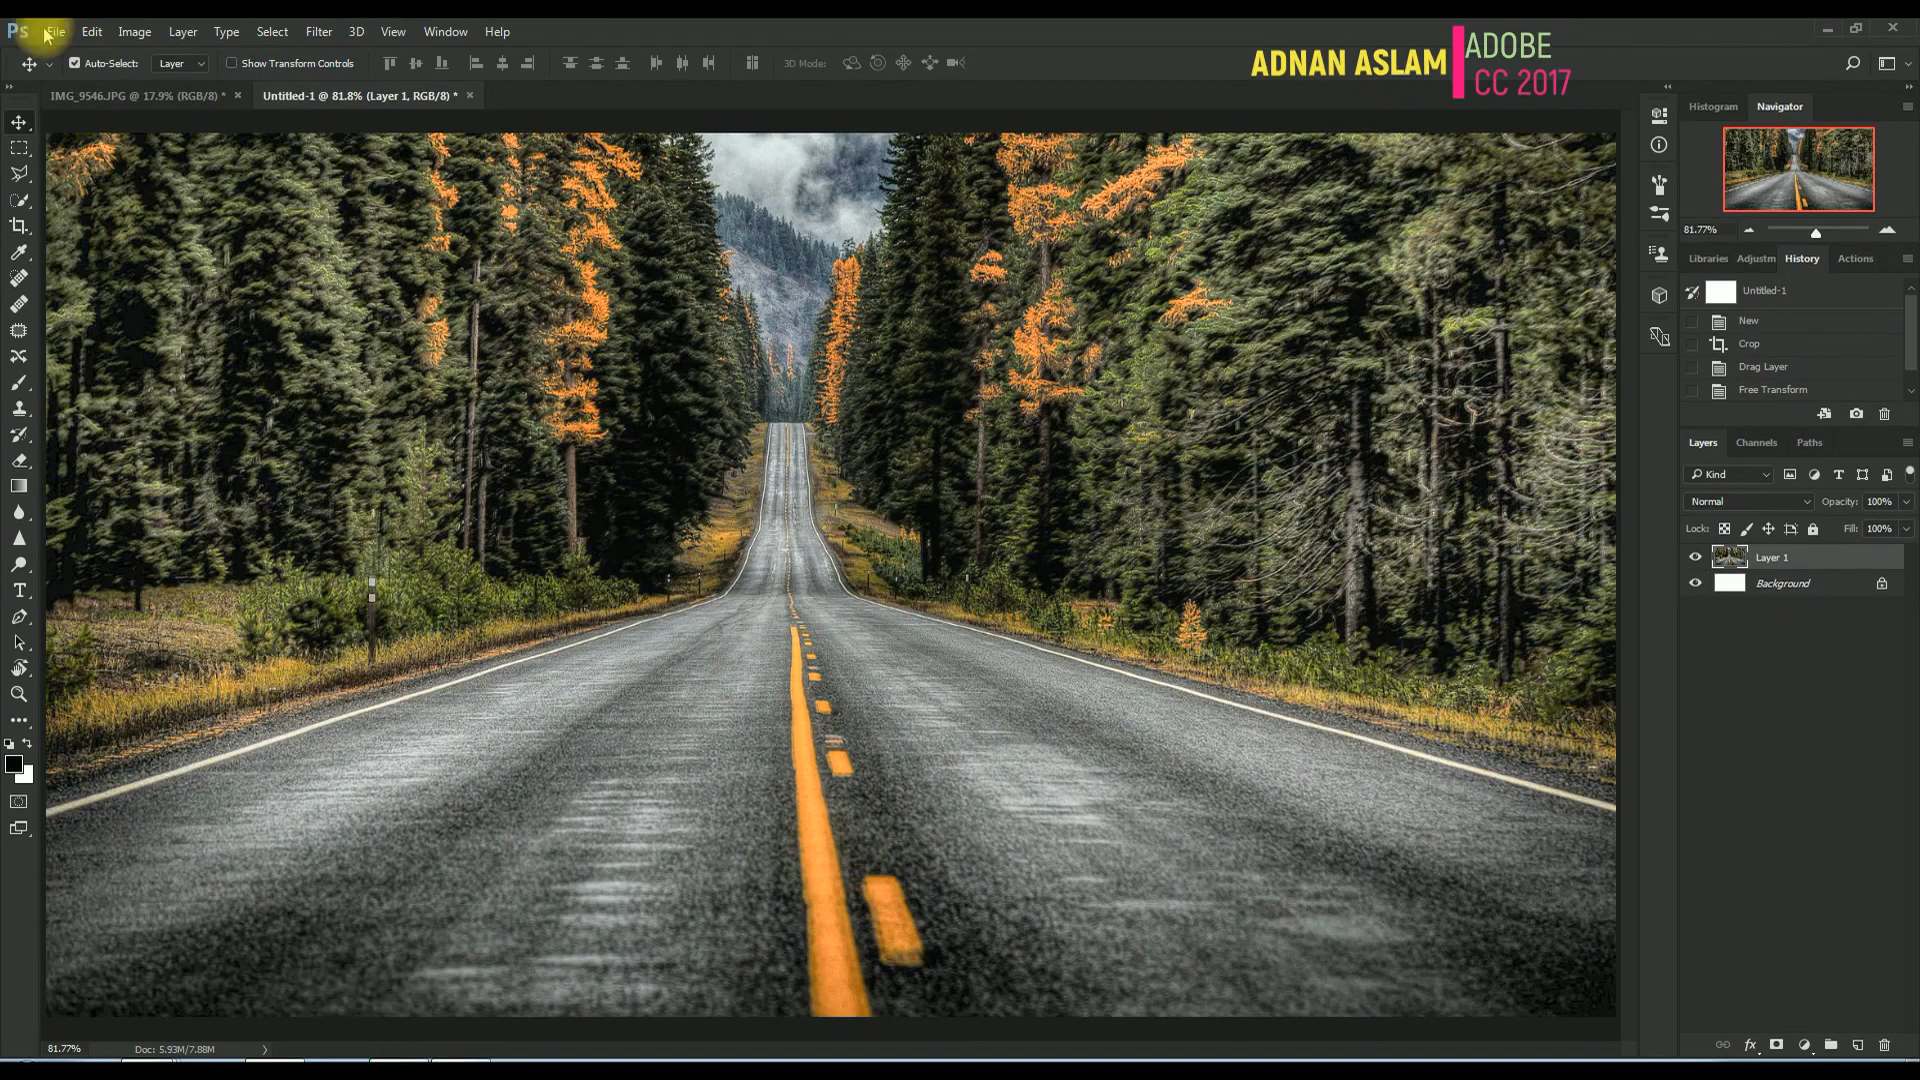 Ps File Edit Image Layer Type Select Filter 3D View Window Help
ADNAN ASLAM
ADOBE
CC 2017
Auto-Select: Layer Show Transform Controls 3D Mode:
IMG_9546.JPG @ 17.9% (RGB/8) * Untitled-1 @ 81.8% (Layer 1, RGB/8) *
Histogram Navigator
81.77%
Libraries Adjustm History Actions
Untitled-1
New
Crop
Drag Layer
Free Transform
Layers Channels Paths
Kind
Normal Opacity: 100%
Lock: Fill: 100%
Layer 1
Background
81.77% Doc: 5.93M/7.88M
fx